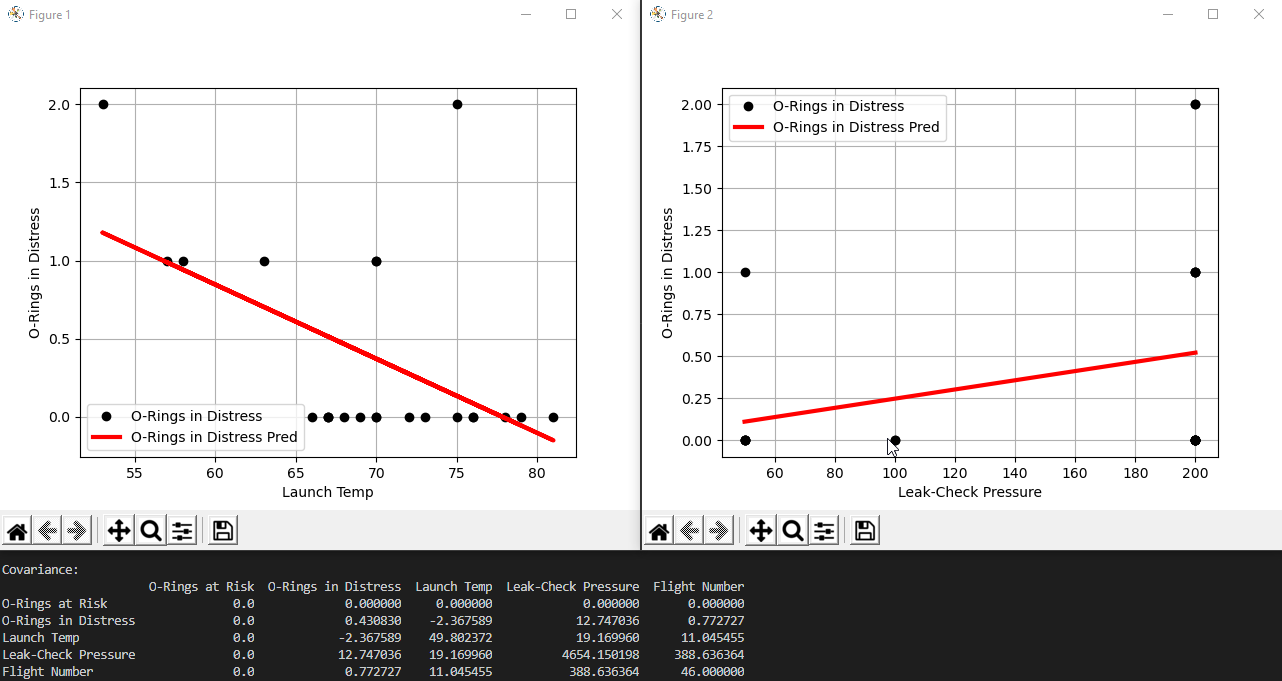 Figure 1
2.0
1.5
1.0
0.5
0.0
O-Rings in Distress
O-Rings in Distress
O-Rings in Distress Pred
55 60 65 70 75 80
Launch Temp
Figure 2
O-Rings in Distress
O-Rings in Distress Pred
2.00
1.75
1.50
1.25
1.00
0.75
0.50
0.25
0.00
O-Rings in Distress
60 80 100 120 140 160 180 200
Leak-Check Pressure
Covariance:
O-Rings at Risk O-Rings in Distress Launch Temp Leak-Check Pressure Flight Number
O-Rings at Risk 0.0 0.000000 0.000000 0.000000 0.000000
O-Rings in Distress 0.0 0.430830 -2.367589 12.747036 0.772727
Launch Temp 0.0 -2.367589 49.802372 19.169960 11.045455
Leak-Check Pressure 0.0 12.747036 19.169960 4654.150198 388.636364
Flight Number 0.0 0.772727 11.045455 388.636364 46.000000